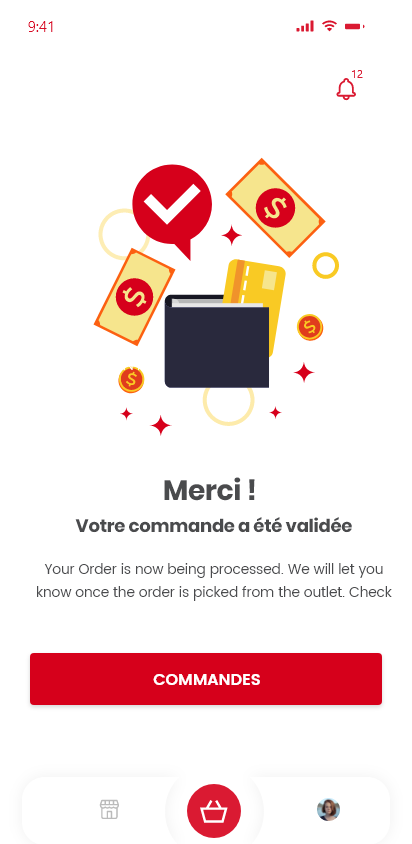 9:41
12
Merci !
Votre commande a été validée
Your Order is now being processed. We will let you
know once the order is picked from the outlet. Check
COMMANDES